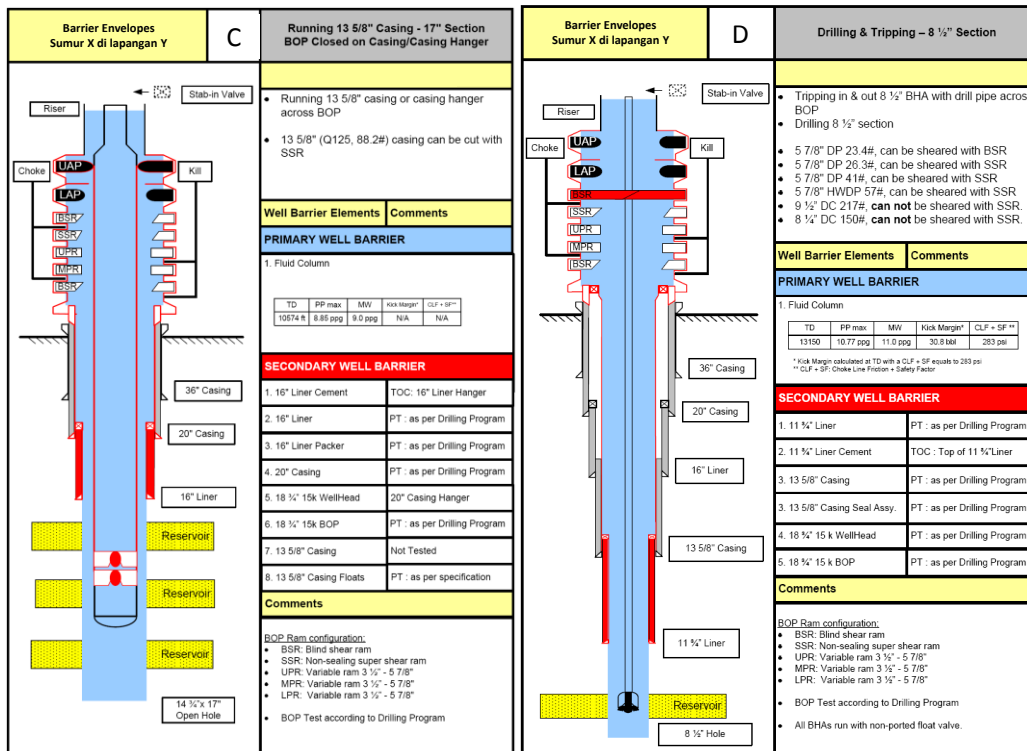 Barrier Envelopes
Sumur X di lapangan Y
C
Running 13 5/8" Casing - 17" Section
BOP Closed on Casing/Casing Hanger
Stab-in Valve
Riser
Choke
Kill
UAP
LAP
BSR
SSR
UPR
MPR
BSR
36" Casing
20" Casing
16" Liner
Reservoir
Reservoir
Reservoir
14 ¾"x 17"
Open Hole
• Running 13 5/8" casing or casing hanger
across BOP
• 13 5/8" (Q125, 88.2#) casing can be cut with
SSR
Well Barrier Elements Comments
PRIMARY WELL BARRIER
1. Fluid Column
TD PP max MW Kick Margin* CLF + SF**
10574 ft 8.85 ppg 9.0 ppg N/A N/A
SECONDARY WELL BARRIER
1. 16" Liner Cement TOC: 16" Liner Hanger
2. 16" Liner PT : as per Drilling Program
3. 16" Liner Packer PT : as per Drilling Program
4. 20" Casing PT : as per Drilling Program
5. 18 ¾" 15k WellHead 20" Casing Hanger
6. 18 ¾" 15k BOP PT : as per Drilling Program
7. 13 5/8" Casing Not Tested
8. 13 5/8" Casing Floats PT : as per specification
Comments
BOP Ram configuration:
• BSR: Blind shear ram
• SSR: Non-sealing super shear ram
• UPR: Variable ram 3 ½" - 5 7/8"
• MPR: Variable ram 3 ½" - 5 7/8"
• LPR: Variable ram 3 ½" - 5 7/8"
• BOP Test according to Drilling Program
Barrier Envelopes
Sumur X di lapangan Y
D
Drilling & Tripping – 8 ½" Section
Stab-in Valve
Riser
Choke
Kill
UAP
LAP
BSR
SSR
UPR
MPR
BSR
36" Casing
20" Casing
16" Liner
13 5/8" Casing
11 ¾" Liner
Reservoir
8 ½" Hole
• Tripping in & out 8 ½" BHA with drill pipe across
BOP
• Drilling 8 ½" section
• 5 7/8" DP 23.4#, can be sheared with BSR
• 5 7/8" DP 26.3#, can be sheared with SSR
• 5 7/8" DP 41#, can be sheared with SSR
• 5 7/8" HWDP 57#, can be sheared with SSR
• 9 ½" DC 217#, can not be sheared with SSR.
• 8 ¼" DC 150#, can not be sheared with SSR.
Well Barrier Elements Comments
PRIMARY WELL BARRIER
1. Fluid Column
TD PP max MW Kick Margin* CLF + SF **
13150 10.77 ppg 11.0 ppg 30.8 bbl 283 psi
* Kick Margin calculated at TD with a CLF + SF equals to 283 psi
** CLF + SF: Choke Line Friction + Safety Factor
SECONDARY WELL BARRIER
1. 11 ¾" Liner PT : as per Drilling Program
2. 11 ¾" Liner Cement TOC : Top of 11 ¾"Liner
3. 13 5/8" Casing PT : as per Drilling Program
3. 13 5/8" Casing Seal Assy. PT : as per Drilling Program
4. 18 ¾" 15 k WellHead PT : as per Drilling Program
5. 18 ¾" 15 k BOP PT : as per Drilling Program
Comments
BOP Ram configuration:
• BSR: Blind shear ram
• SSR: Non-sealing super shear ram
• UPR: Variable ram 3 ½" - 5 7/8"
• MPR: Variable ram 3 ½" - 5 7/8"
• LPR: Variable ram 3 ½" - 5 7/8"
• BOP Test according to Drilling Program
• All BHAs run with non-ported float valve.